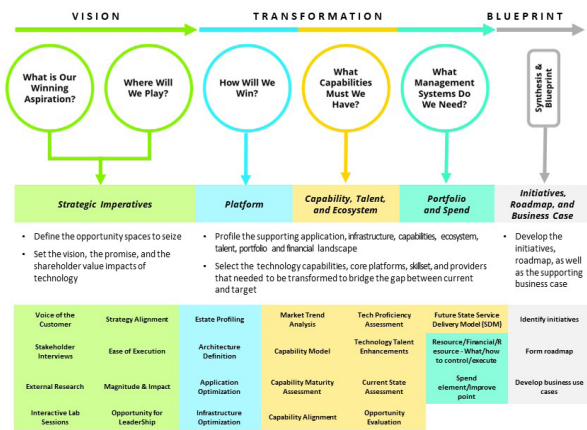 VISION
TRANSFORMATION
BLUEPRINT
What is Our
Winning
Aspiration?
Where Will
We Play?
How Will We
Win?
What
Capabilities
Must We
Have?
What
Management
Systems Do
We Need?
Synthesis &
Blueprint
Strategic Imperatives
Platform
Capability, Talent,
and Ecosystem
Portfolio
and Spend
Initiatives,
Roadmap, and
Business Case
• Define the opportunity spaces to seize
• Set the vision, the promise, and the
shareholder value impacts of
technology
• Profile the supporting application, infrastructure, capabilities, ecosystem,
talent, portfolio and financial landscape
• Select the technology capabilities, core platforms, skillset, and providers
that needed to be transformed to bridge the gap between current
and target
• Develop the
initiatives,
roadmap, as well
as the supporting
business case
Voice of the
Customer
Strategy Alignment
Estate Profiling
Market Trend
Analysis
Tech Proficiency
Assessment
Future State Service
Delivery Model (SDM)
Identify initiatives
Stakeholder
Interviews
Ease of Execution
Architecture
Definition
Capability Model
Technology Talent
Enhancements
Resource/Financial/R
esource - What/how
to control/execute
Form roadmap
External Research
Magnitude & Impact
Application
Optimization
Capability Maturity
Assessment
Current State
Assessment
Spend
element/Improve
point
Develop business use
cases
Interactive Lab
Sessions
Opportunity for
LeaderShip
Infrastructure
Optimization
Capability Alignment
Opportunity
Evaluation